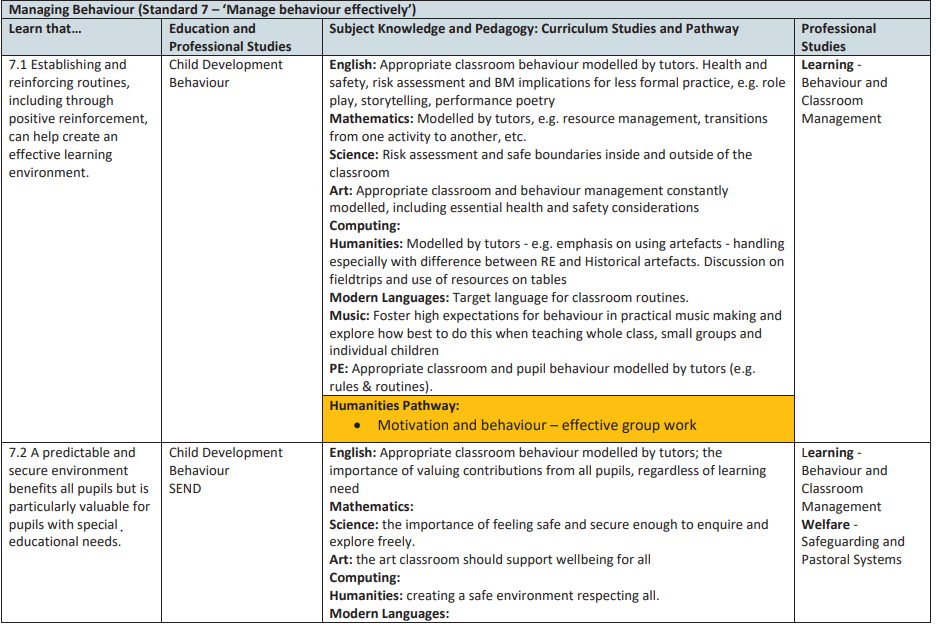 Managing Behaviour (Standard 7 – ‘Manage behaviour effectively’)
Learn that…
Education and
Professional Studies
Subject Knowledge and Pedagogy: Curriculum Studies and Pathway
Professional
Studies
7.1 Establishing and
reinforcing routines,
including through
positive reinforcement,
can help create an
effective learning
environment.
Child Development
Behaviour
English: Appropriate classroom behaviour modelled by tutors. Health and
safety, risk assessment and BM implications for less formal practice, e.g. role
play, storytelling, performance poetry
Mathematics: Modelled by tutors, e.g. resource management, transitions
from one activity to another, etc.
Science: Risk assessment and safe boundaries inside and outside of the
classroom
Art: Appropriate classroom and behaviour management constantly
modelled, including essential health and safety considerations
Computing:
Humanities: Modelled by tutors - e.g. emphasis on using artefacts - handling
especially with difference between RE and Historical artefacts. Discussion on
fieldtrips and use of resources on tables
Modern Languages: Target language for classroom routines.
Music: Foster high expectations for behaviour in practical music making and
explore how best to do this when teaching whole class, small groups and
individual children
PE: Appropriate classroom and pupil behaviour modelled by tutors (e.g.
rules & routines).
Humanities Pathway:
• Motivation and behaviour – effective group work
Learning -
Behaviour and
Classroom
Management
7.2 A predictable and
secure environment
benefits all pupils but is
particularly valuable for
pupils with special
educational needs.
Child Development
Behaviour
SEND
English: Appropriate classroom behaviour modelled by tutors; the
importance of valuing contributions from all pupils, regardless of learning
need
Mathematics:
Science: the importance of feeling safe and secure enough to enquire and
explore freely.
Art: the art classroom should support wellbeing for all
Computing:
Humanities: creating a safe environment respecting all.
Modern Languages:
Learning -
Behaviour and
Classroom
Management
Welfare -
Safeguarding and
Pastoral Systems